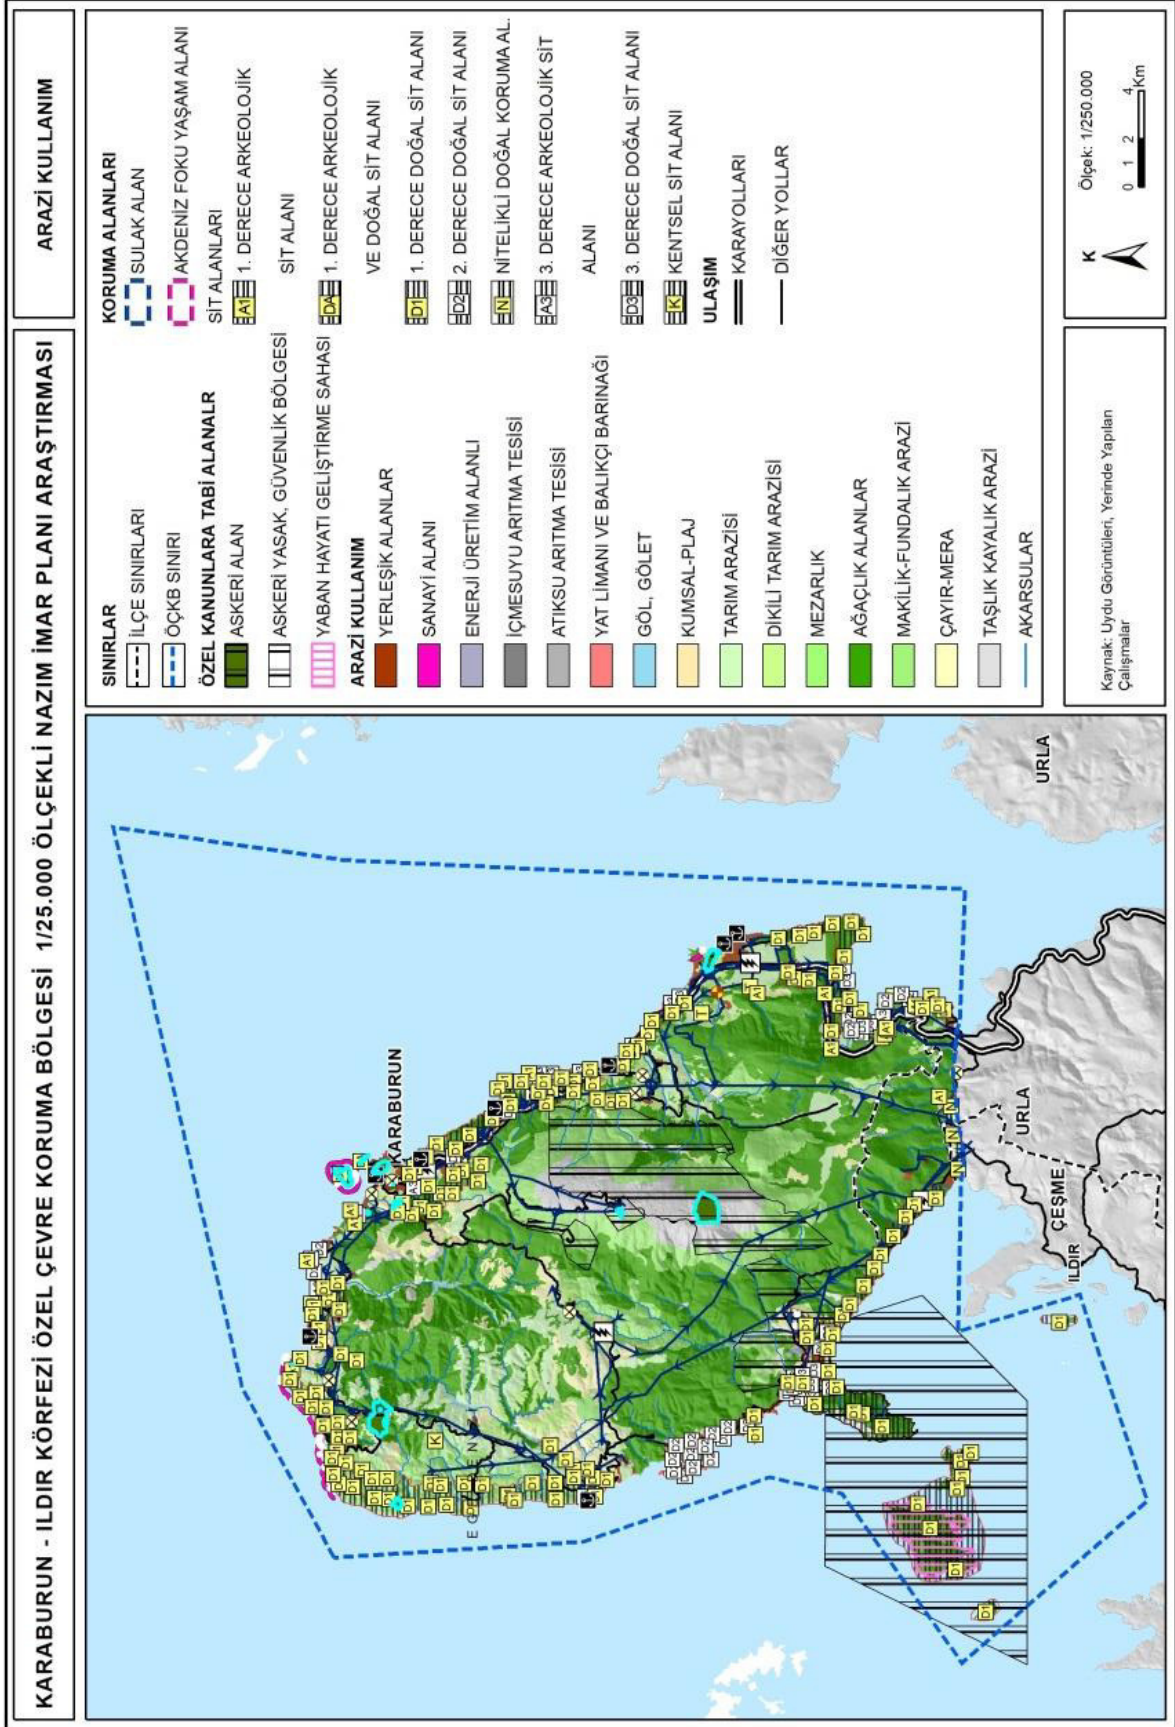 KARABURUN - ILDIR KÖRFEZİ ÖZEL ÇEVRE KORUMA BÖLGESİ 1/25.000 ÖLÇEKLİ NAZIM İMAR PLANI ARAŞTIRMASI
ARAZİ KULLANIM
SINIRLAR
İLÇE SINIRLARI
ÖÇKB SINIRI
ÖZEL KANUNLARA TABİ ALANALR
ASKERİ ALAN
ASKERİ YASAK, GÜVENLİK BÖLGESİ
YABAN HAYATI GELİŞTİRME SAHASI
ARAZİ KULLANIM
YERLEŞİK ALANLAR
SANAYİ ALANI
ENERJİ ÜRETİM ALANLI
İÇMESUYU ARITMA TESİSİ
ATIKSU ARITMA TESİSİ
YAT LİMANI VE BALIKÇI BARINAĞI
GÖL, GÖLET
KUMSAL-PLAJ
TARIM ARAZİSİ
DİKİLİ TARIM ARAZİSİ
MEZARLIK
AĞAÇLIK ALANLAR
MAKİLİK-FUNDALIK ARAZİ
ÇAYIR-MERA
TAŞLIK KAYALIK ARAZİ
AKARSULAR
KORUMA ALANLARI
SULAK ALAN
AKDENİZ FOKU YAŞAM ALANI
SİT ALANLARI
A1 1. DERECE ARKEOLOJİK
SİT ALANI
DA 1. DERECE ARKEOLOJİK
VE DOĞAL SİT ALANI
D1 1. DERECE DOĞAL SİT ALANI
D2 2. DERECE DOĞAL SİT ALANI
N NİTELİKLİ DOĞAL KORUMA AL.
A3 3. DERECE ARKEOLOJİK SİT
ALANI
D3 3. DERECE DOĞAL SİT ALANI
K KENTSEL SİT ALANI
ULAŞIM
KARAYOLLARI
DİĞER YOLLAR
Kaynak: Uydu Görüntüleri, Yerinde Yapılan
Çalışmalar
K
Ölçek: 1/250.000
0 1 2 4 Km
KARABURUN
URLA
URLA
ÇEŞME
ILDIR